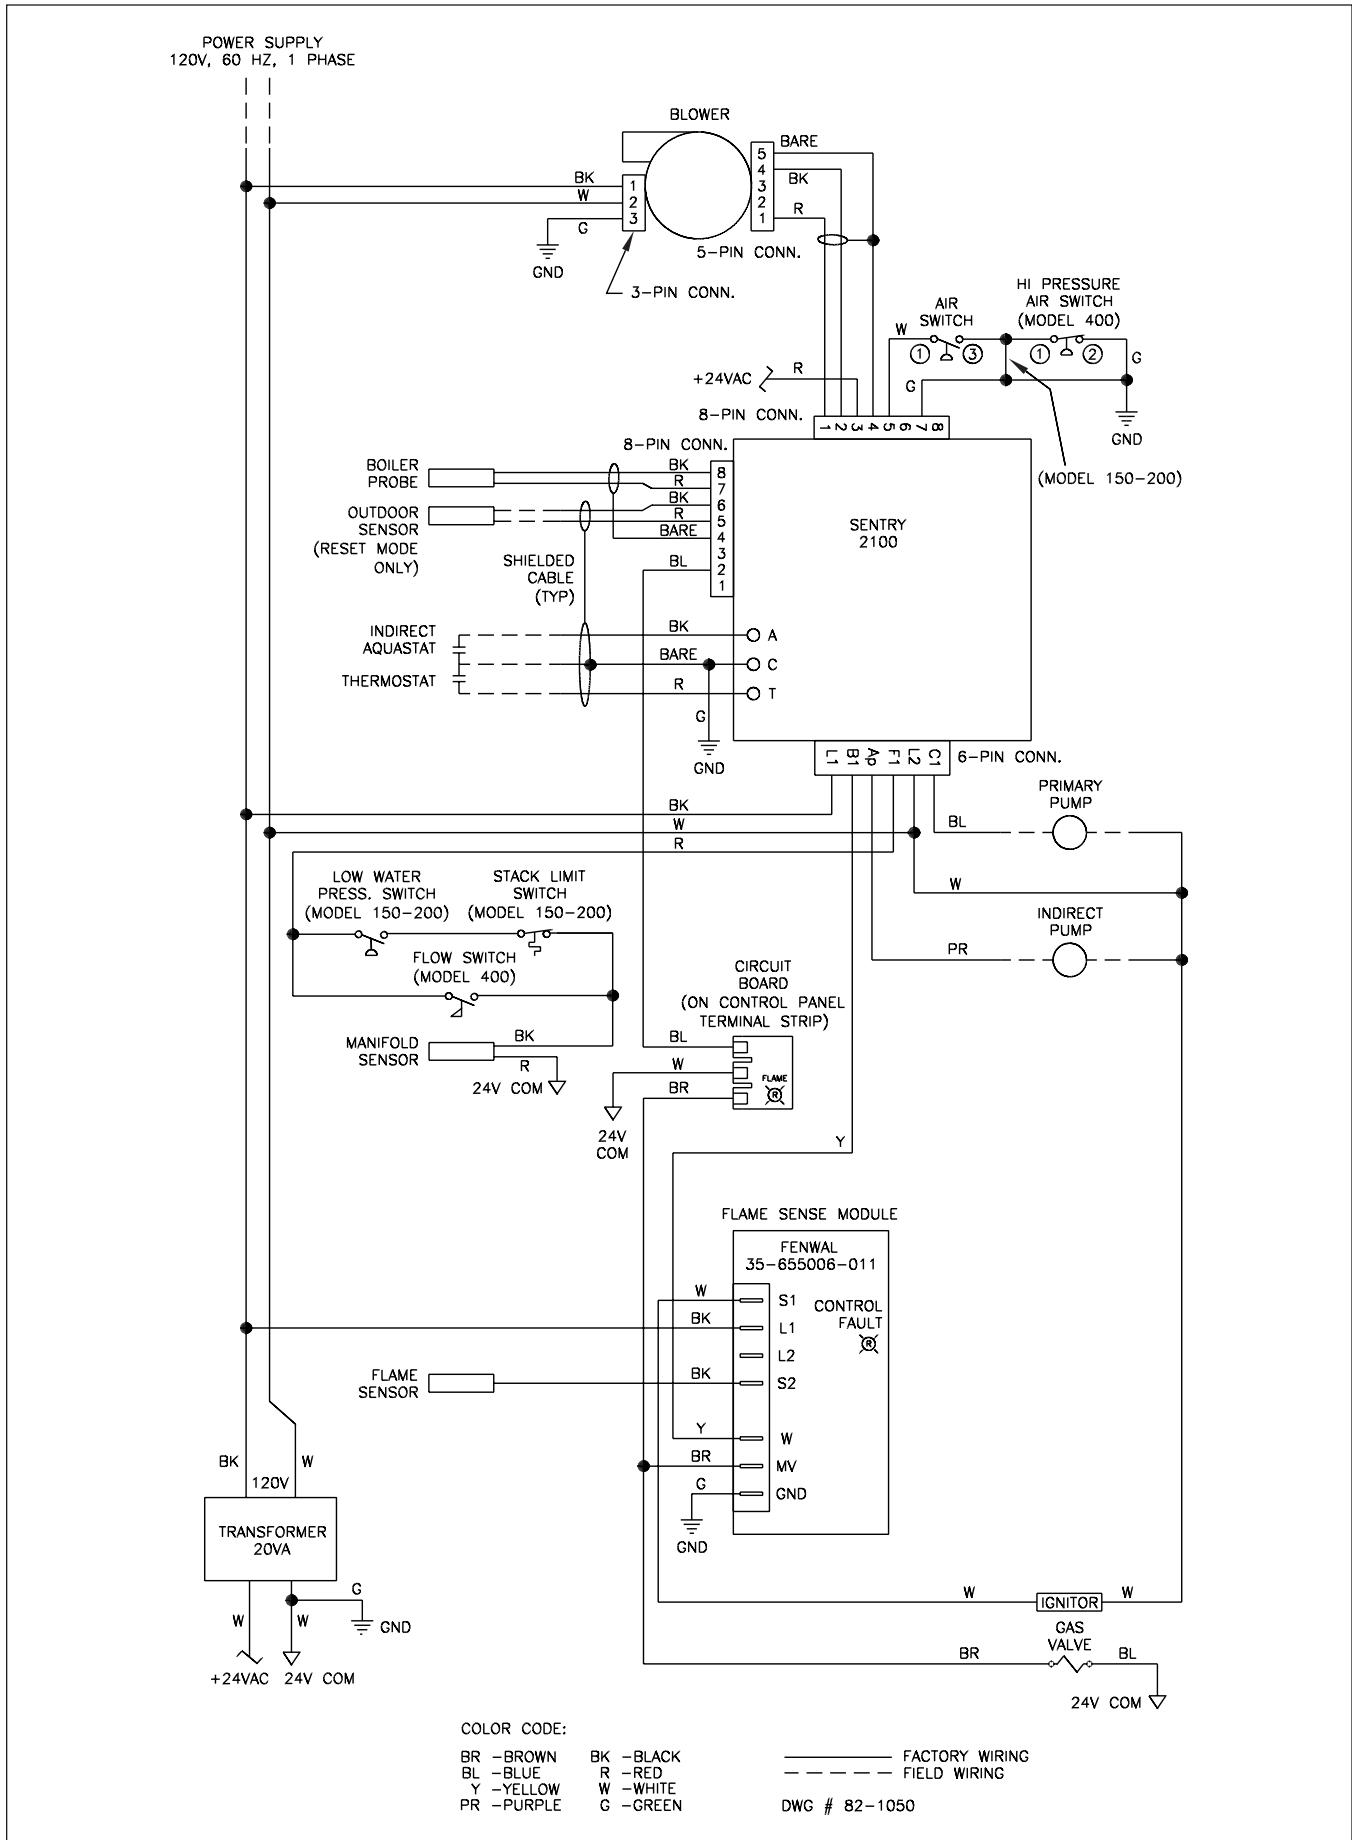 POWER SUPPLY
120V, 60 HZ, 1 PHASE
BLOWER
BARE
5
4
3
2
1
BK
R
BK
W
G
1
2
3
GND
5-PIN CONN.
3-PIN CONN.
HI PRESSURE
AIR SWITCH
(MODEL 400)
AIR
SWITCH
W
1
3
1
2
G
+24VAC
R
G
GND
8-PIN CONN.
1 2 3 4 5 6 7 8
(MODEL 150-200)
8-PIN CONN.
BOILER
PROBE
BK
R
BK
R
BARE
BL
8
7
6
5
4
3
2
1
OUTDOOR
SENSOR
(RESET MODE
ONLY)
SHIELDED
CABLE
(TYP)
SENTRY
2100
INDIRECT
AQUASTAT
THERMOSTAT
BK
BARE
R
A
C
T
G
GND
L1 B1 Ap F1 L2 C1
6-PIN CONN.
BK
W
R
PRIMARY
PUMP
BL
W
INDIRECT
PUMP
PR
LOW WATER
PRESS. SWITCH
(MODEL 150-200)
STACK LIMIT
SWITCH
(MODEL 150-200)
FLOW SWITCH
(MODEL 400)
MANIFOLD
SENSOR
BK
R
24V COM
CIRCUIT
BOARD
(ON CONTROL PANEL
TERMINAL STRIP)
BL
W
BR
FLAME
R
24V
COM
Y
FLAME SENSE MODULE
FENWAL
35-655006-011
CONTROL
FAULT
R
W
BK
BK
Y
BR
G
S1
L1
L2
S2
W
MV
GND
GND
FLAME
SENSOR
BK
W
120V
TRANSFORMER
20VA
W
W
G
GND
+24VAC
24V COM
W
IGNITOR
W
GAS
VALVE
BR
BL
24V COM
COLOR CODE:
BR -BROWN BK -BLACK
BL -BLUE R -RED
Y -YELLOW W -WHITE
PR -PURPLE G -GREEN
FACTORY WIRING
FIELD WIRING
DWG # 82-1050